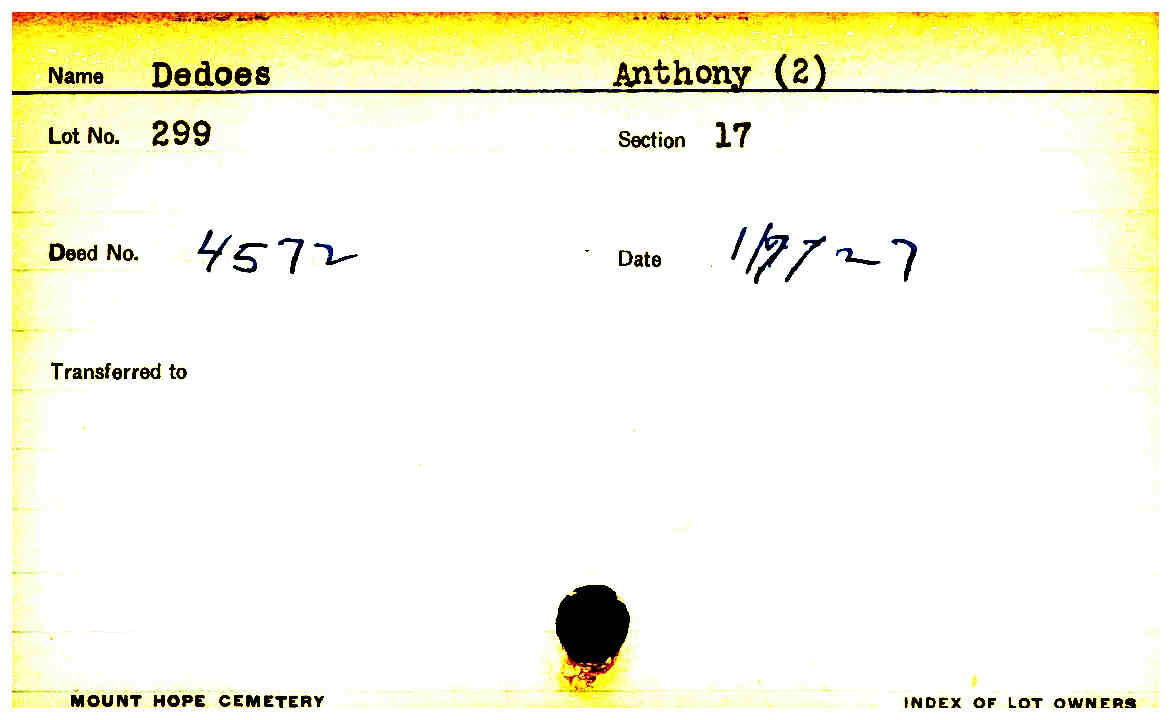 Name Dedoes Anthony (2)
Lot No. 299 Section 17
Deed No. 4572 Date 1/7/27
Transferred to
MOUNT HOPE CEMETERY INDEX OF LOT OWNERS